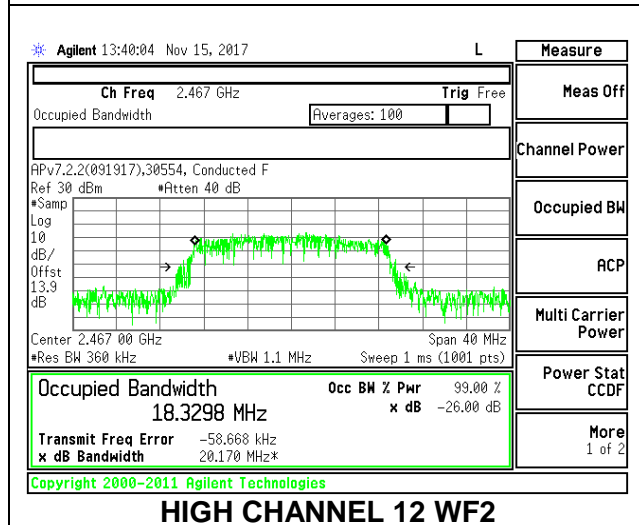 Agilent 13:40:04 Nov 15, 2017 L
Measure
Ch Freq 2.467 GHz Trig Free
Meas Off
Occupied Bandwidth Averages: 100
Channel Power
APv7.2.2(091917),30554, Conducted F
Ref 30 dBm #Atten 40 dB
#Samp
Log
10
dB/
Offst
13.9
dB
Occupied BW
ACP
Multi Carrier
Power
Center 2.467 00 GHz Span 40 MHz
#Res BW 360 kHz #VBW 1.1 MHz Sweep 1 ms (1001 pts)
Power Stat
CCDF
Occupied Bandwidth Occ BW % Pwr 99.00 %
18.3298 MHz x dB -26.00 dB
Transmit Freq Error -58.668 kHz
x dB Bandwidth 20.170 MHz*
More
1 of 2
Copyright 2000-2011 Agilent Technologies
HIGH CHANNEL 12 WF2